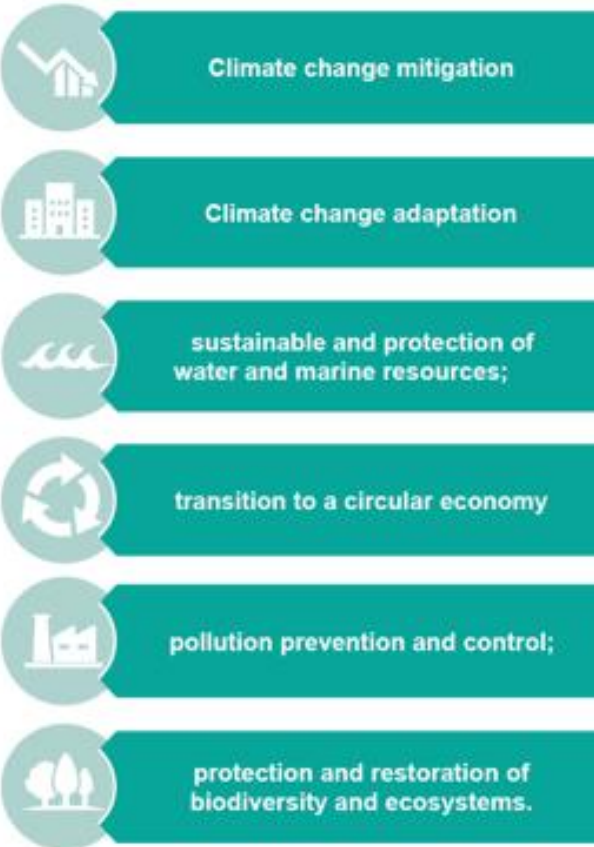 Climate change mitigation
Climate change adaptation
sustainable and protection of
water and marine resources;
transition to a circular economy
pollution prevention and control;
protection and restoration of
biodiversity and ecosystems.